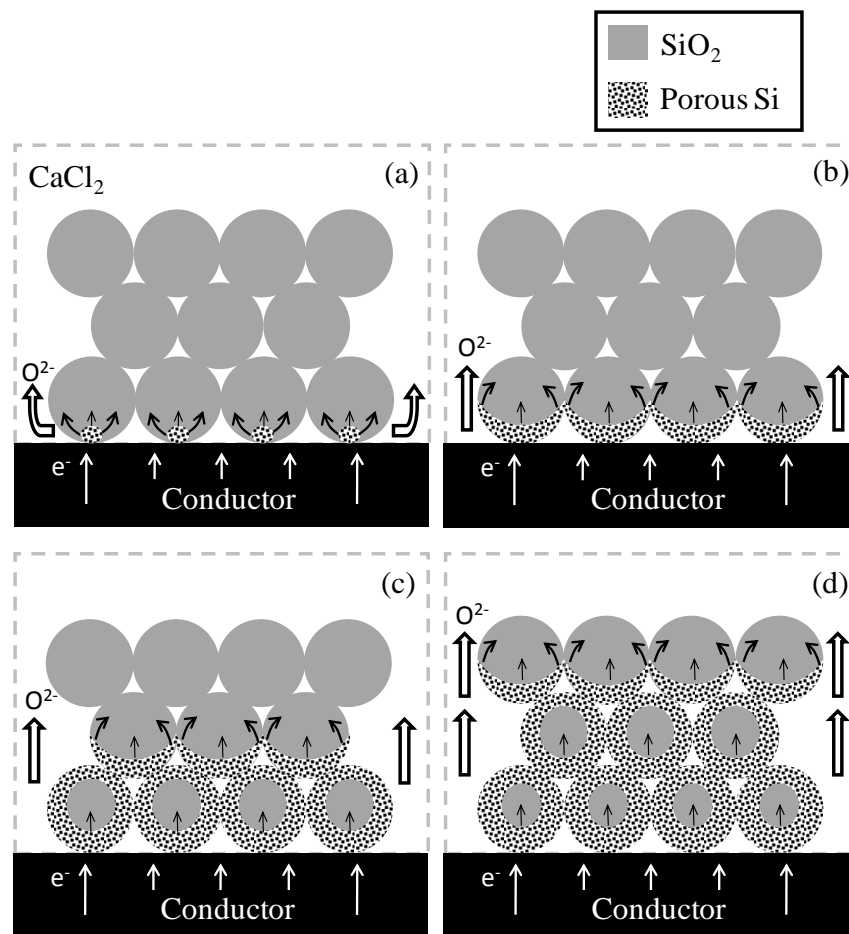 SiO₂
Porous Si
CaCl₂
(a)
O²⁻
e⁻
Conductor
(b)
O²⁻
e⁻
Conductor
(c)
O²⁻
e⁻
Conductor
(d)
O²⁻
e⁻
Conductor